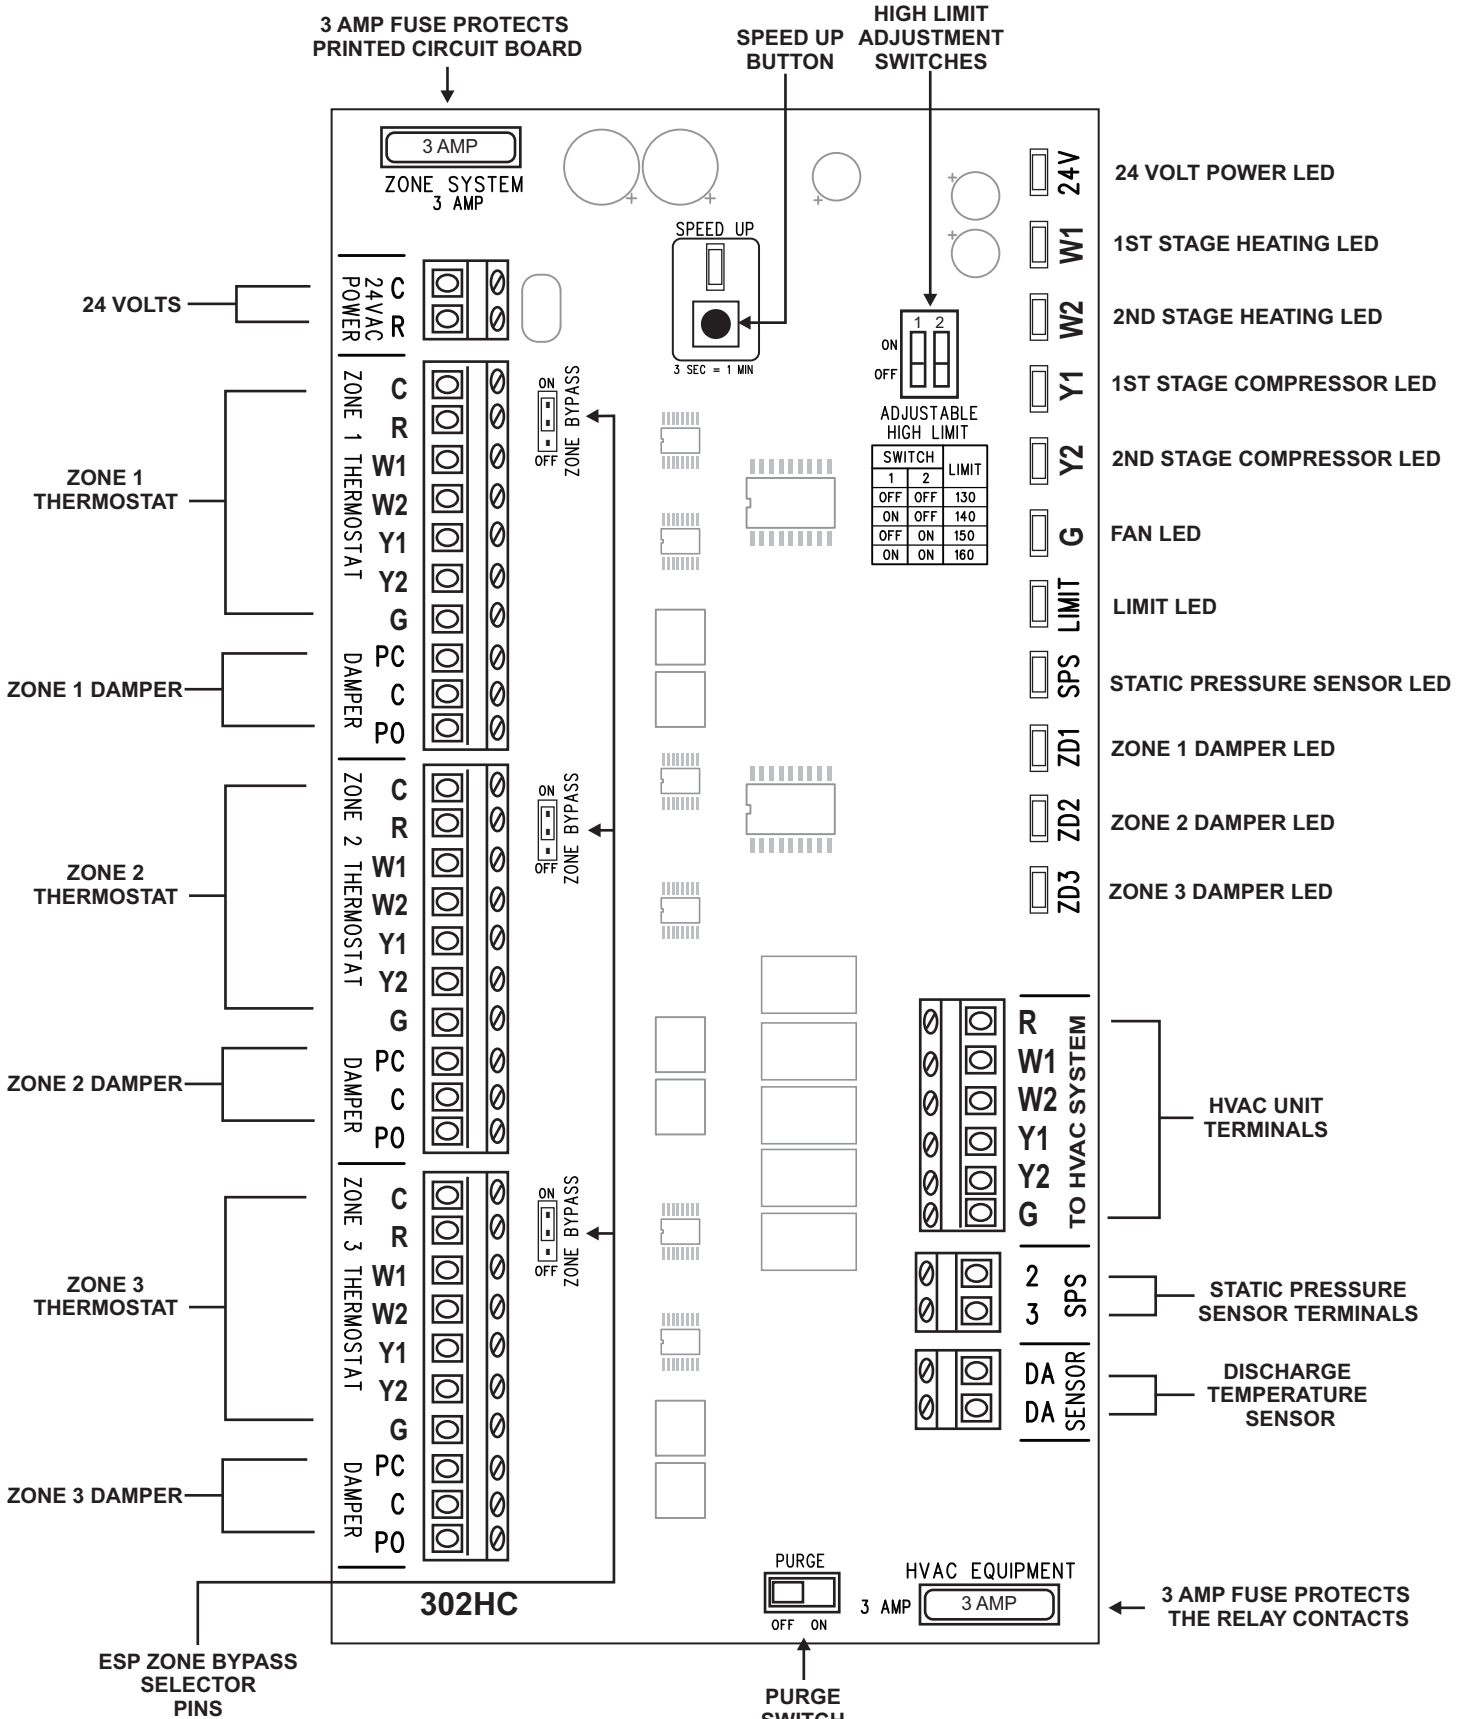 3 AMP FUSE PROTECTS
PRINTED CIRCUIT BOARD
SPEED UP
BUTTON
HIGH LIMIT
ADJUSTMENT
SWITCHES
3 AMP
ZONE SYSTEM
3 AMP
SPEED UP
3 SEC = 1 MIN
1 2
ON
OFF
ADJUSTABLE
HIGH LIMIT
SWITCH LIMIT
1 2
OFF OFF 130
ON OFF 140
OFF ON 150
ON ON 160
24 VOLTS
24VAC
POWER
C
R
ZONE 1
THERMOSTAT
ZONE 1 THERMOSTAT
C
R
W1
W2
Y1
Y2
G
ON
OFF
ZONE BYPASS
ZONE 1 DAMPER
DAMPER
PC
C
PO
ZONE 2
THERMOSTAT
ZONE 2 THERMOSTAT
C
R
W1
W2
Y1
Y2
G
ON
OFF
ZONE BYPASS
ZONE 2 DAMPER
DAMPER
PC
C
PO
ZONE 3
THERMOSTAT
ZONE 3 THERMOSTAT
C
R
W1
W2
Y1
Y2
G
ON
OFF
ZONE BYPASS
ZONE 3 DAMPER
DAMPER
PC
C
PO
24V
24 VOLT POWER LED
W1
1ST STAGE HEATING LED
W2
2ND STAGE HEATING LED
Y1
1ST STAGE COMPRESSOR LED
Y2
2ND STAGE COMPRESSOR LED
G
FAN LED
LIMIT
LIMIT LED
SPS
STATIC PRESSURE SENSOR LED
ZD1
ZONE 1 DAMPER LED
ZD2
ZONE 2 DAMPER LED
ZD3
ZONE 3 DAMPER LED
R
W1
W2
Y1
Y2
G
TO HVAC SYSTEM
HVAC UNIT
TERMINALS
2
3
SPS
STATIC PRESSURE
SENSOR TERMINALS
DA
DA
SENSOR
DISCHARGE
TEMPERATURE
SENSOR
302HC
PURGE
OFF ON
HVAC EQUIPMENT
3 AMP
3 AMP
3 AMP FUSE PROTECTS
THE RELAY CONTACTS
ESP ZONE BYPASS
SELECTOR
PINS
PURGE
SWITCH